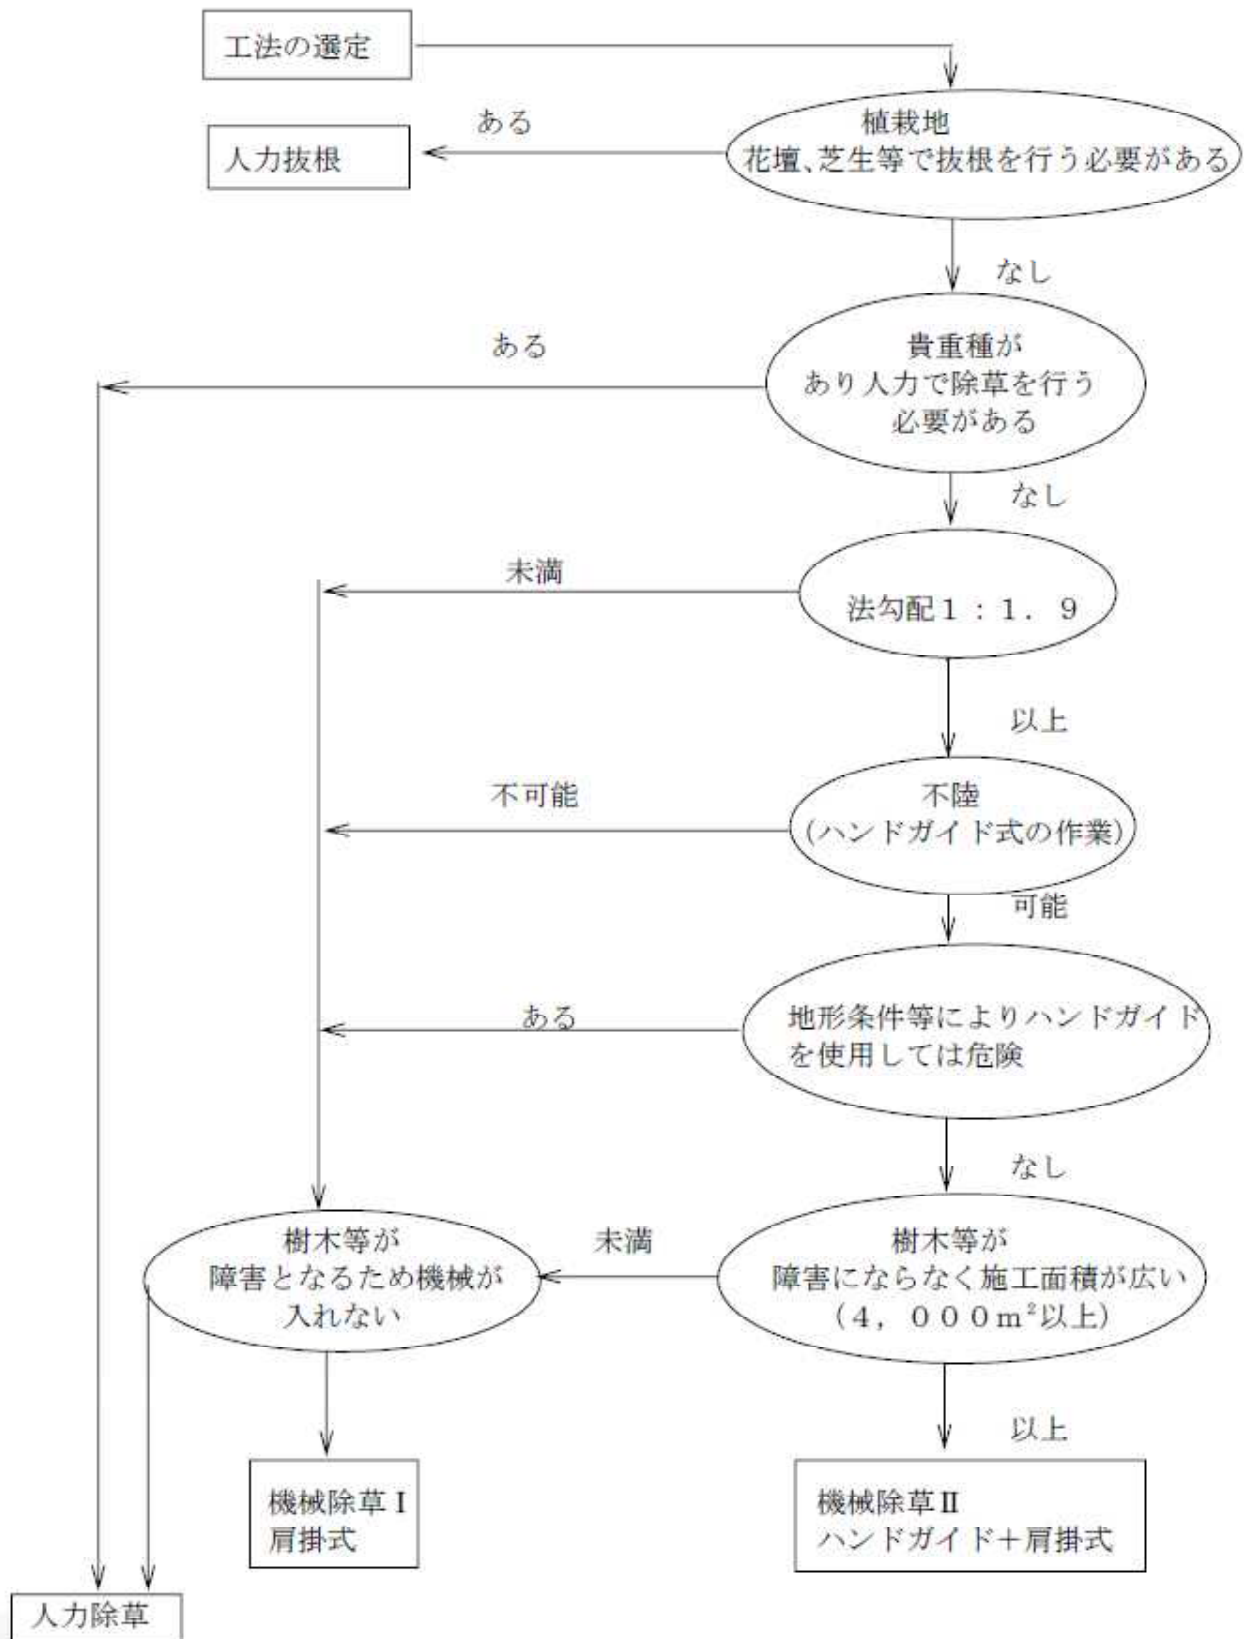 工法の選定
植栽地
花壇、芝生等で抜根を行う必要がある
ある
人力抜根
なし
貴重種が
あり人力で除草を行う
必要がある
ある
なし
法勾配1：1．9
未満
以上
不陸
(ハンドガイド式の作業)
不可能
可能
地形条件等によりハンドガイド
を使用しては危険
ある
なし
樹木等が
障害にならなく施工面積が広い
(4，000m²以上)
未満
樹木等が
障害となるため機械が
入れない
以上
機械除草Ⅰ
肩掛式
機械除草Ⅱ
ハンドガイド＋肩掛式
人力除草